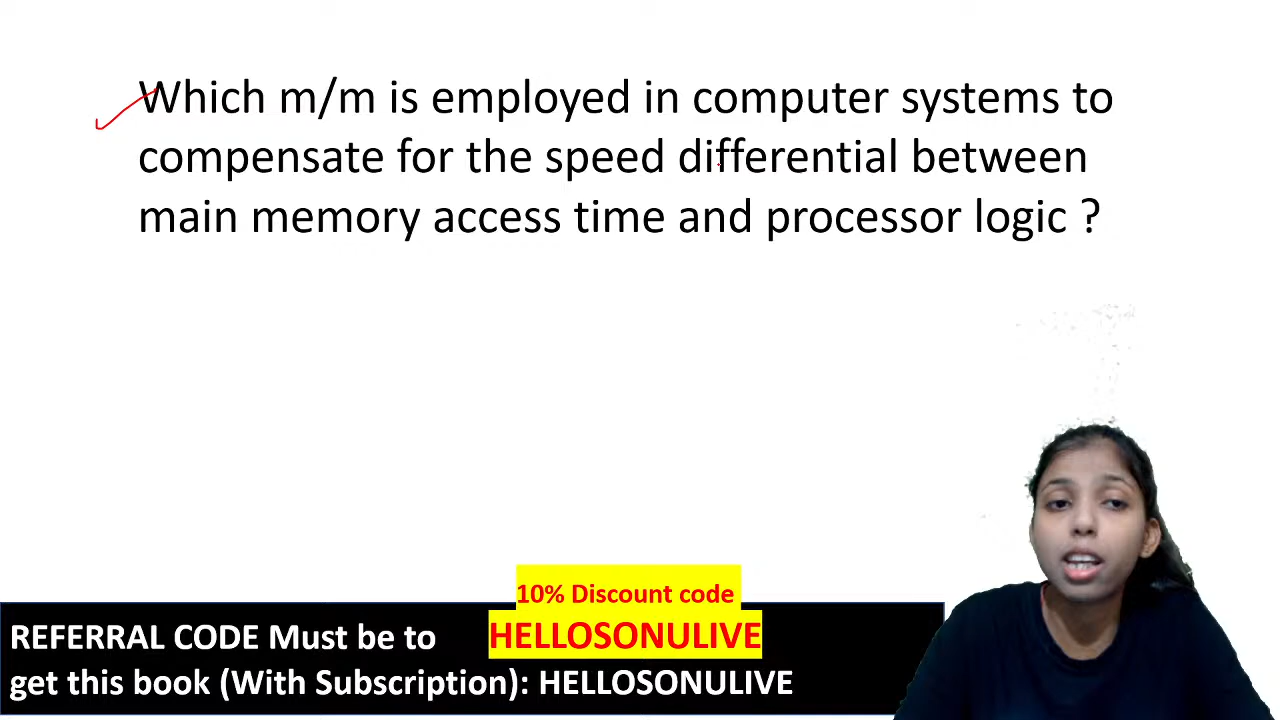 Which m/m is employed in computer systems to
compensate for the speed differential between
main memory access time and processor logic ?
10% Discount code
REFERRAL CODE Must be to HELLOSONULIVE
get this book (With Subscription): HELLOSONULIVE